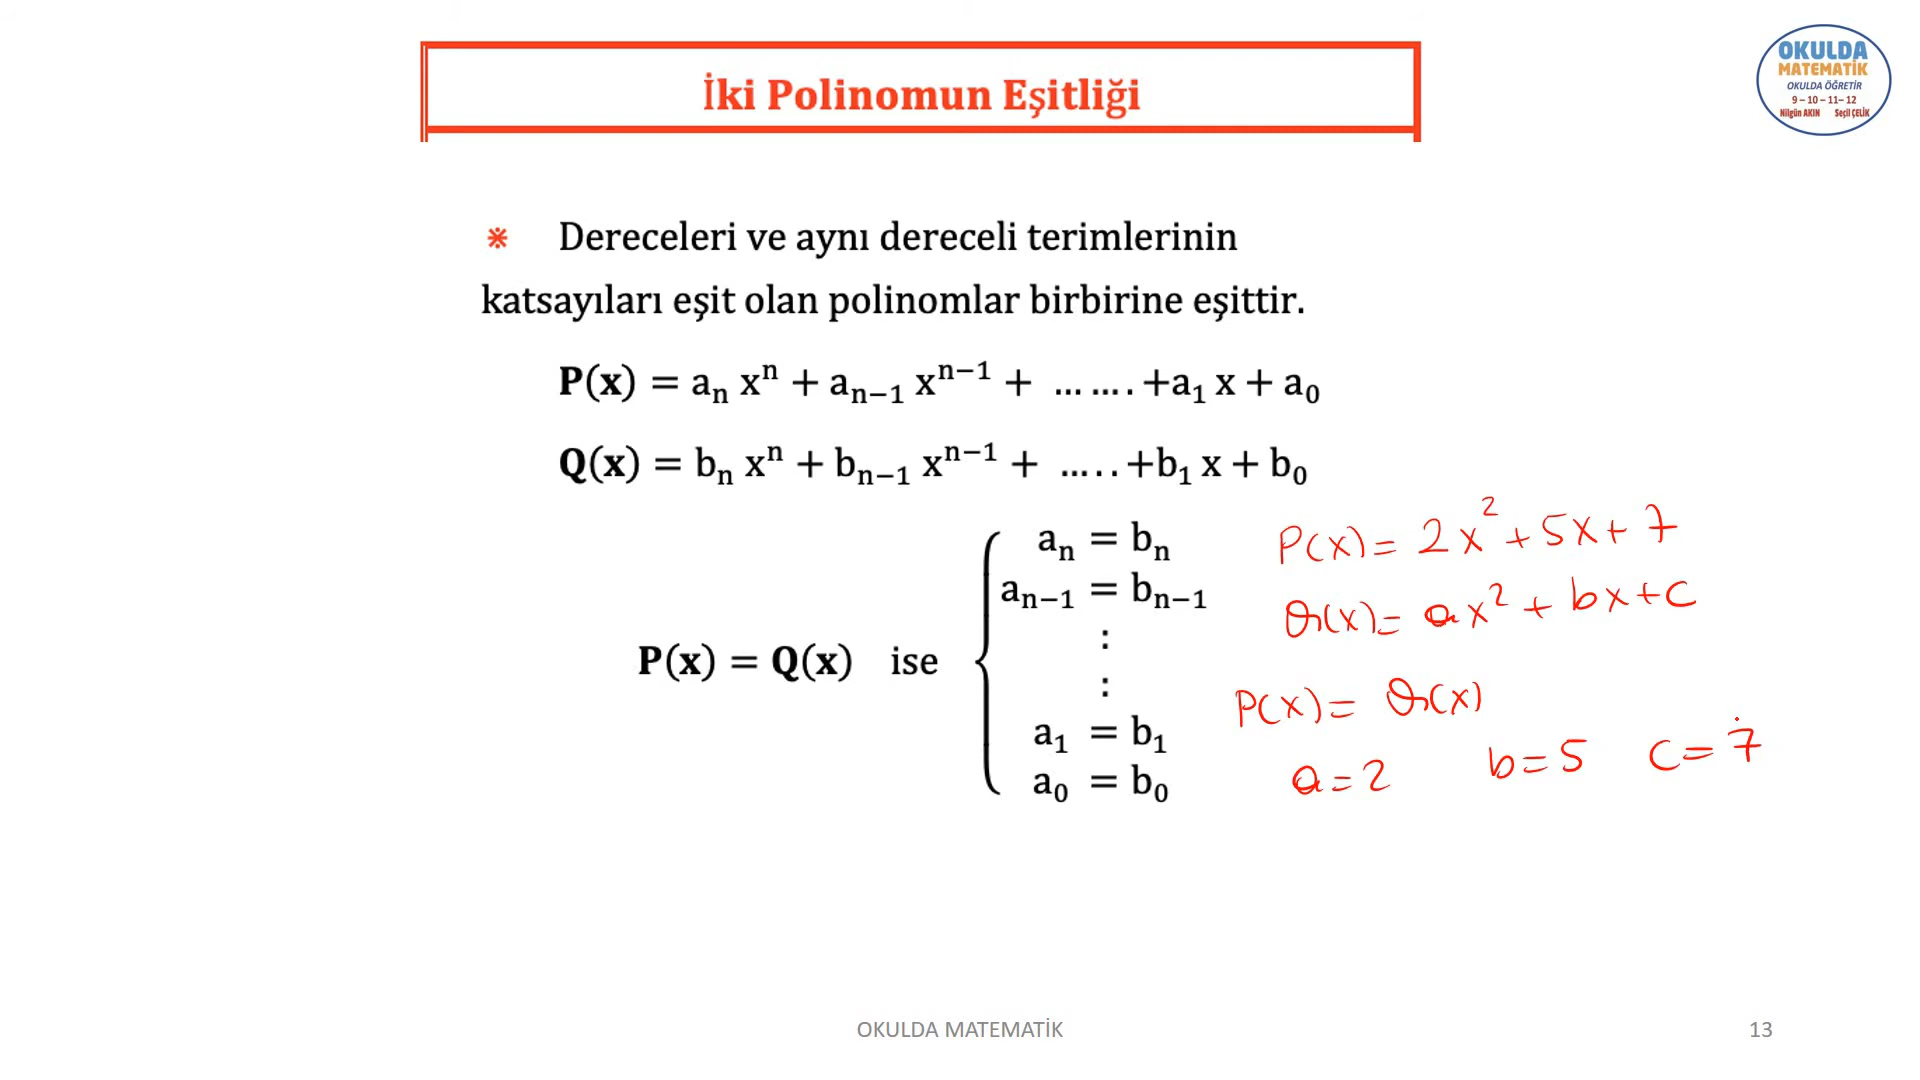 İki Polinomun Eşitliği
OKULDA
MATEMATİK
OKULDA ÖĞRETİR
9 – 10 – 11– 12
Nilgün AKIN Seçil ÇELİK
※ Dereceleri ve aynı dereceli terimlerinin
katsayıları eşit olan polinomlar birbirine eşittir.
P(x) = aₙ xⁿ + aₙ₋₁ xⁿ⁻¹ + … … . +a₁ x + a₀
Q(x) = bₙ xⁿ + bₙ₋₁ xⁿ⁻¹ + … . . +b₁ x + b₀
P(x) = Q(x) ise
aₙ = bₙ
aₙ₋₁ = bₙ₋₁
:
:
a₁ = b₁
a₀ = b₀
P(x) = 2x² + 5x + 7
Q(x) = ax² + bx + c
P(x) = Q(x)
a = 2 b = 5 c = 7
OKULDA MATEMATİK 13